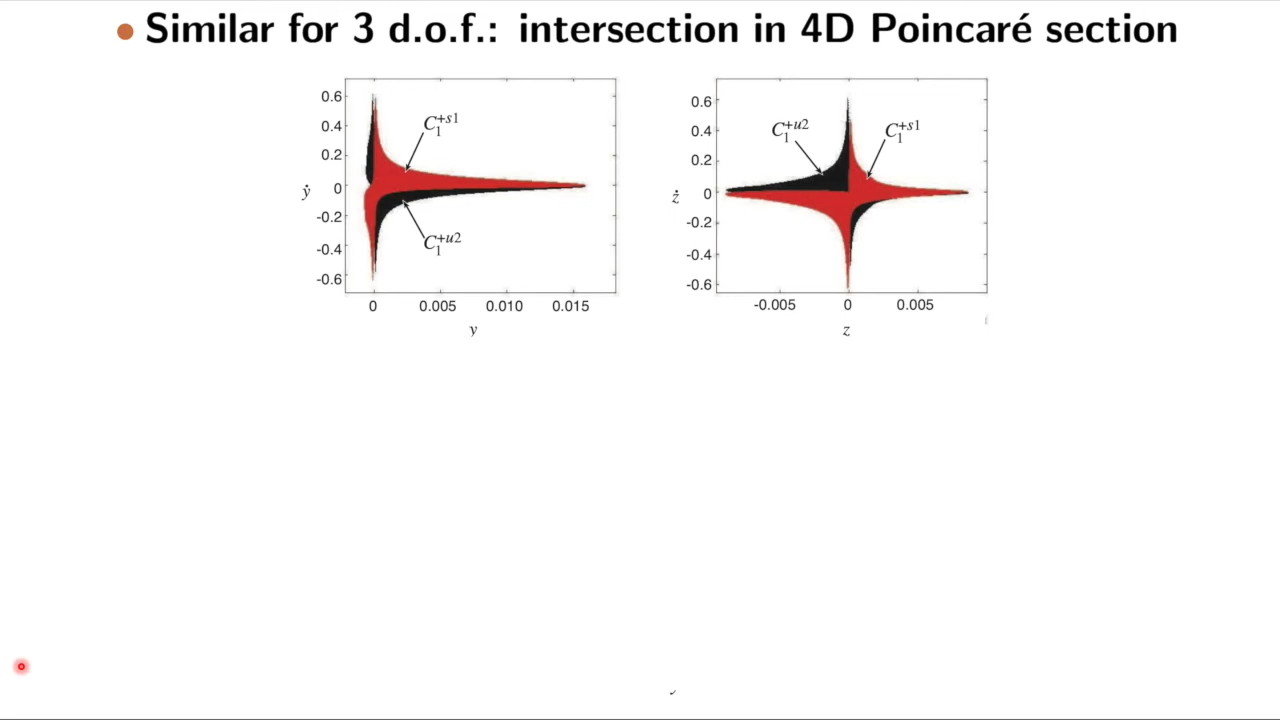 • Similar for 3 d.o.f.: intersection in 4D Poincaré section
0.6
0.4
0.2
0
-0.2
-0.4
-0.6
ẏ
C₁⁺ˢ¹
C₁⁺ᵘ²
0 0.005 0.010 0.015
y
0.6
0.4
0.2
0
-0.2
-0.4
-0.6
ż
C₁⁺ᵘ² C₁⁺ˢ¹
-0.005 0 0.005
z